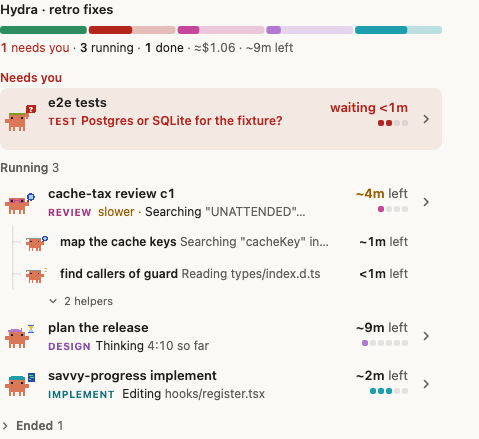 Hydra · retro fixes
1 needs you · 3 running · 1 done · ≈$1.06 · ~9m left
Needs you
e2e tests
waiting <1m
TEST Postgres or SQLite for the fixture?
Running 3
cache-tax review c1
~4m left
REVIEW slower · Searching "UNATTENDED"…
map the cache keys Searching "cacheKey" in… ~1m left
find callers of guard Reading types/index.d.ts <1m left
2 helpers
plan the release
~9m left
DESIGN Thinking 4:10 so far
savvy-progress implement
~2m left
IMPLEMENT Editing hooks/register.tsx
Ended 1